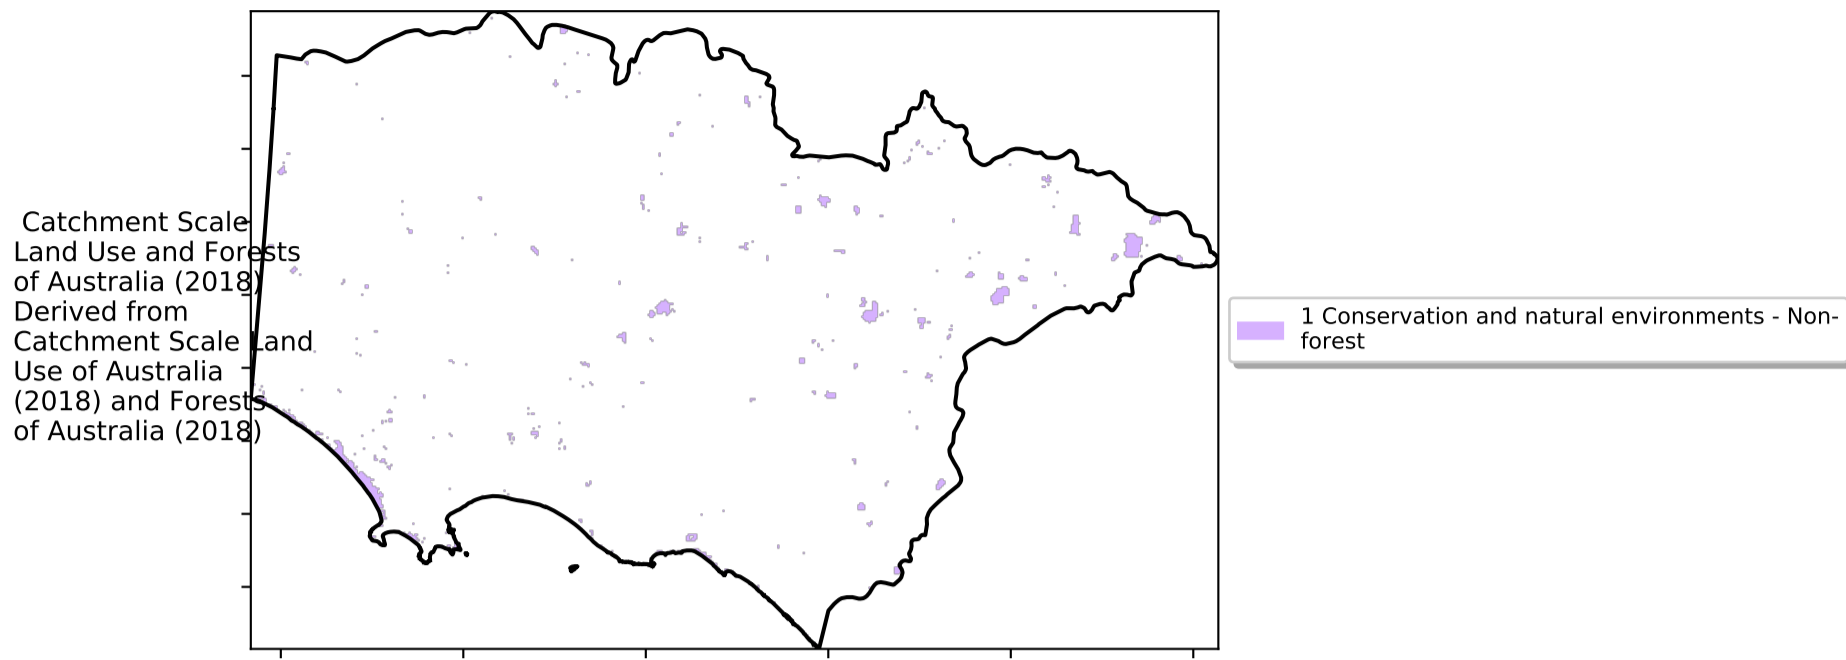 Catchment Scale
Land Use and Forests
of Australia (2018)
Derived from
Catchment Scale Land
Use of Australia
(2018) and Forests
of Australia (2018)
1 Conservation and natural environments - Non-
forest